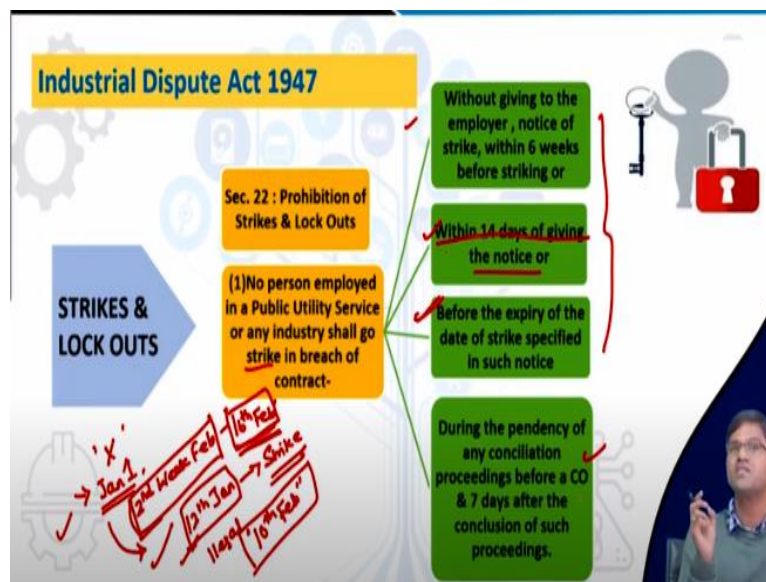 Industrial Dispute Act 1947
STRIKES &
LOCK OUTS
Sec. 22 : Prohibition of
Strikes & Lock Outs
(1)No person employed
in a Public Utility Service
or any industry shall go
strike in breach of
contract-
Without giving to the
employer , notice of
strike, within 6 weeks
before striking or
Within 14 days of giving
the notice or
Before the expiry of the
date of strike specified
in such notice
During the pendency of
any conciliation
proceedings before a CO
& 7 days after the
conclusion of such
proceedings.
'X'
Jan 1
2nd Week Feb - 16th Feb
12th Jan → Strike
Illegal "10th Feb"